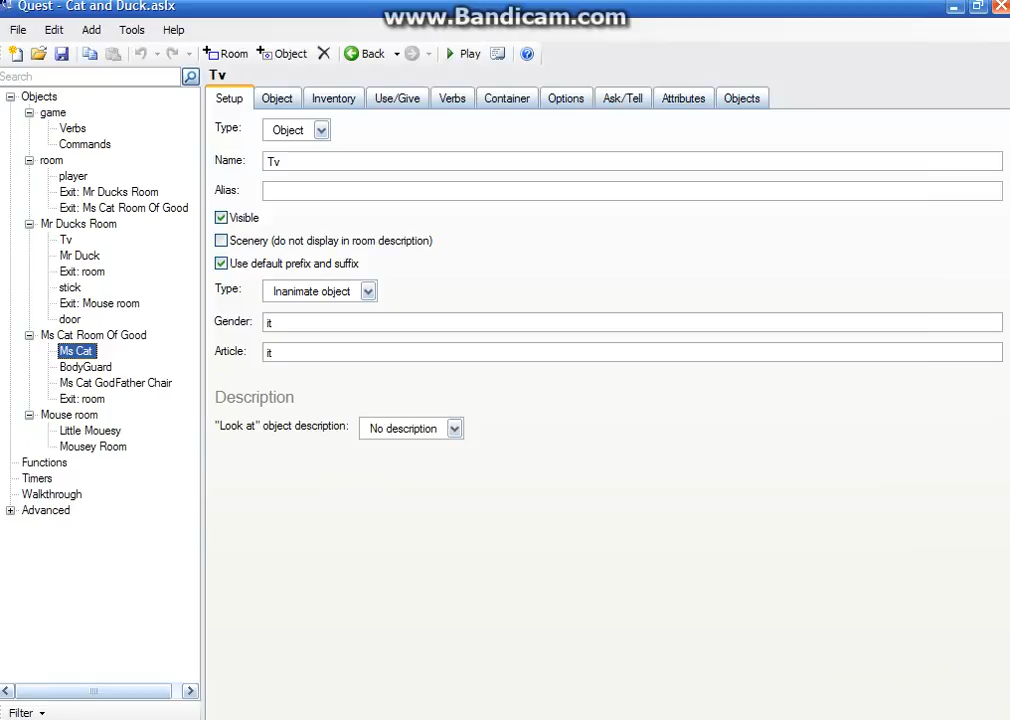 Quest - Cat and Duck.aslx
www.Bandicam.com
File Edit Add Tools Help
Room Object Back Play
Search
Tv
Setup Object Inventory Use/Give Verbs Container Options Ask/Tell Attributes Objects
Objects
game
Verbs
Commands
room
player
Exit: Mr Ducks Room
Exit: Ms Cat Room Of Good
Mr Ducks Room
Tv
Mr Duck
Exit: room
stick
Exit: Mouse room
door
Ms Cat Room Of Good
Ms Cat
BodyGuard
Ms Cat GodFather Chair
Exit: room
Mouse room
Little Mouesy
Mousey Room
Functions
Timers
Walkthrough
Advanced
Filter
Type: Object
Name: Tv
Alias:
Visible
Scenery (do not display in room description)
Use default prefix and suffix
Type: Inanimate object
Gender: it
Article: it
Description
"Look at" object description: No description